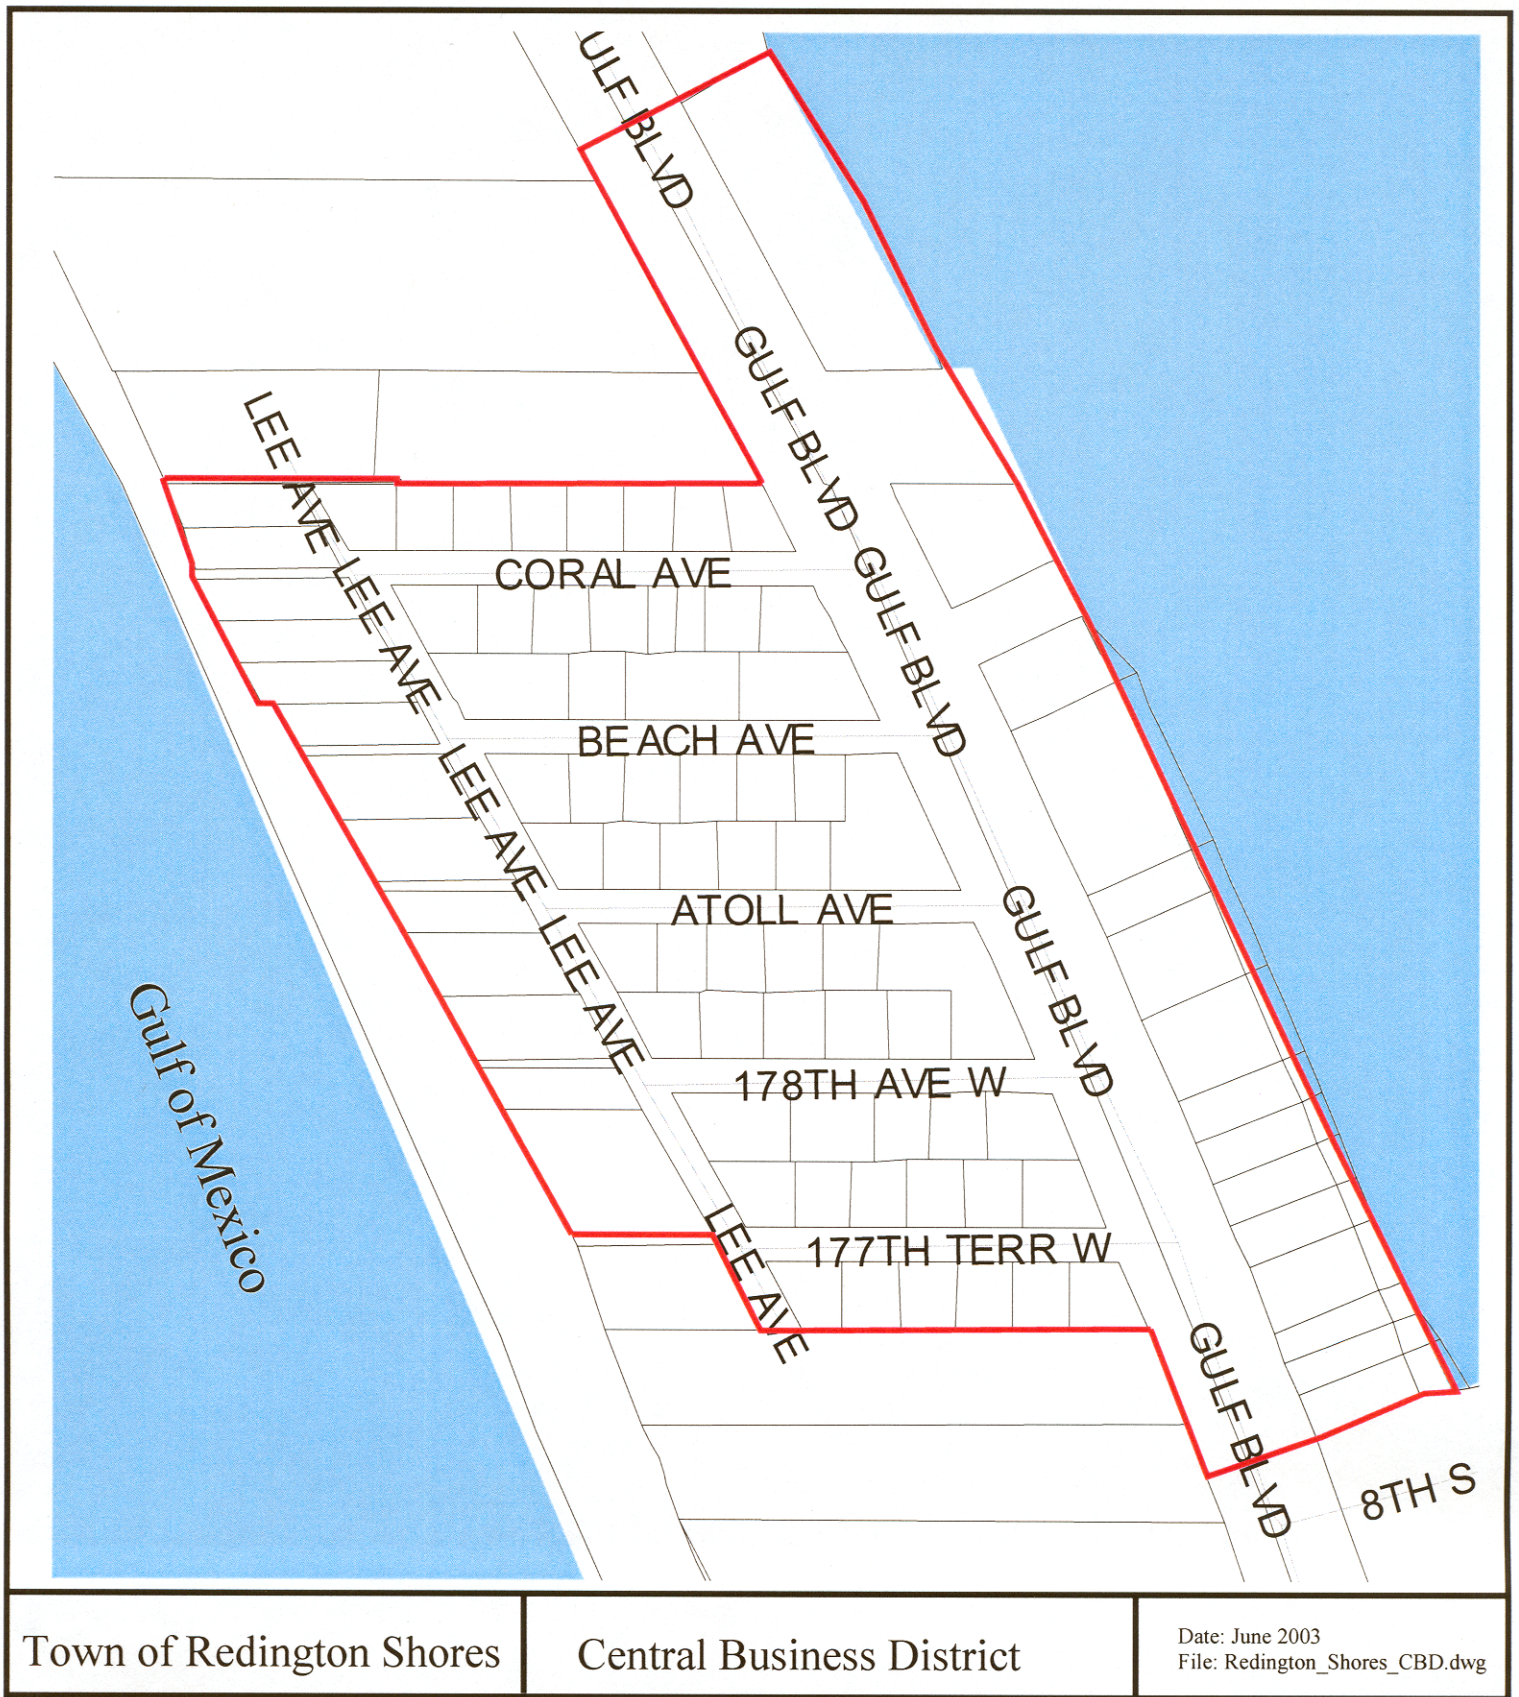 ULF BLVD
GULF BLVD
LEE AVE
GULF BLVD
LEE AVE
CORAL AVE
BEACH AVE
LEE AVE
GULF BLVD
ATOLL AVE
LEE AVE
Gulf of Mexico
178TH AVE W
LEE AVE
177TH TERR W
GULF BLVD
8TH S
Town of Redington Shores
Central Business District
Date: June 2003
File: Redington_Shores_CBD.dwg